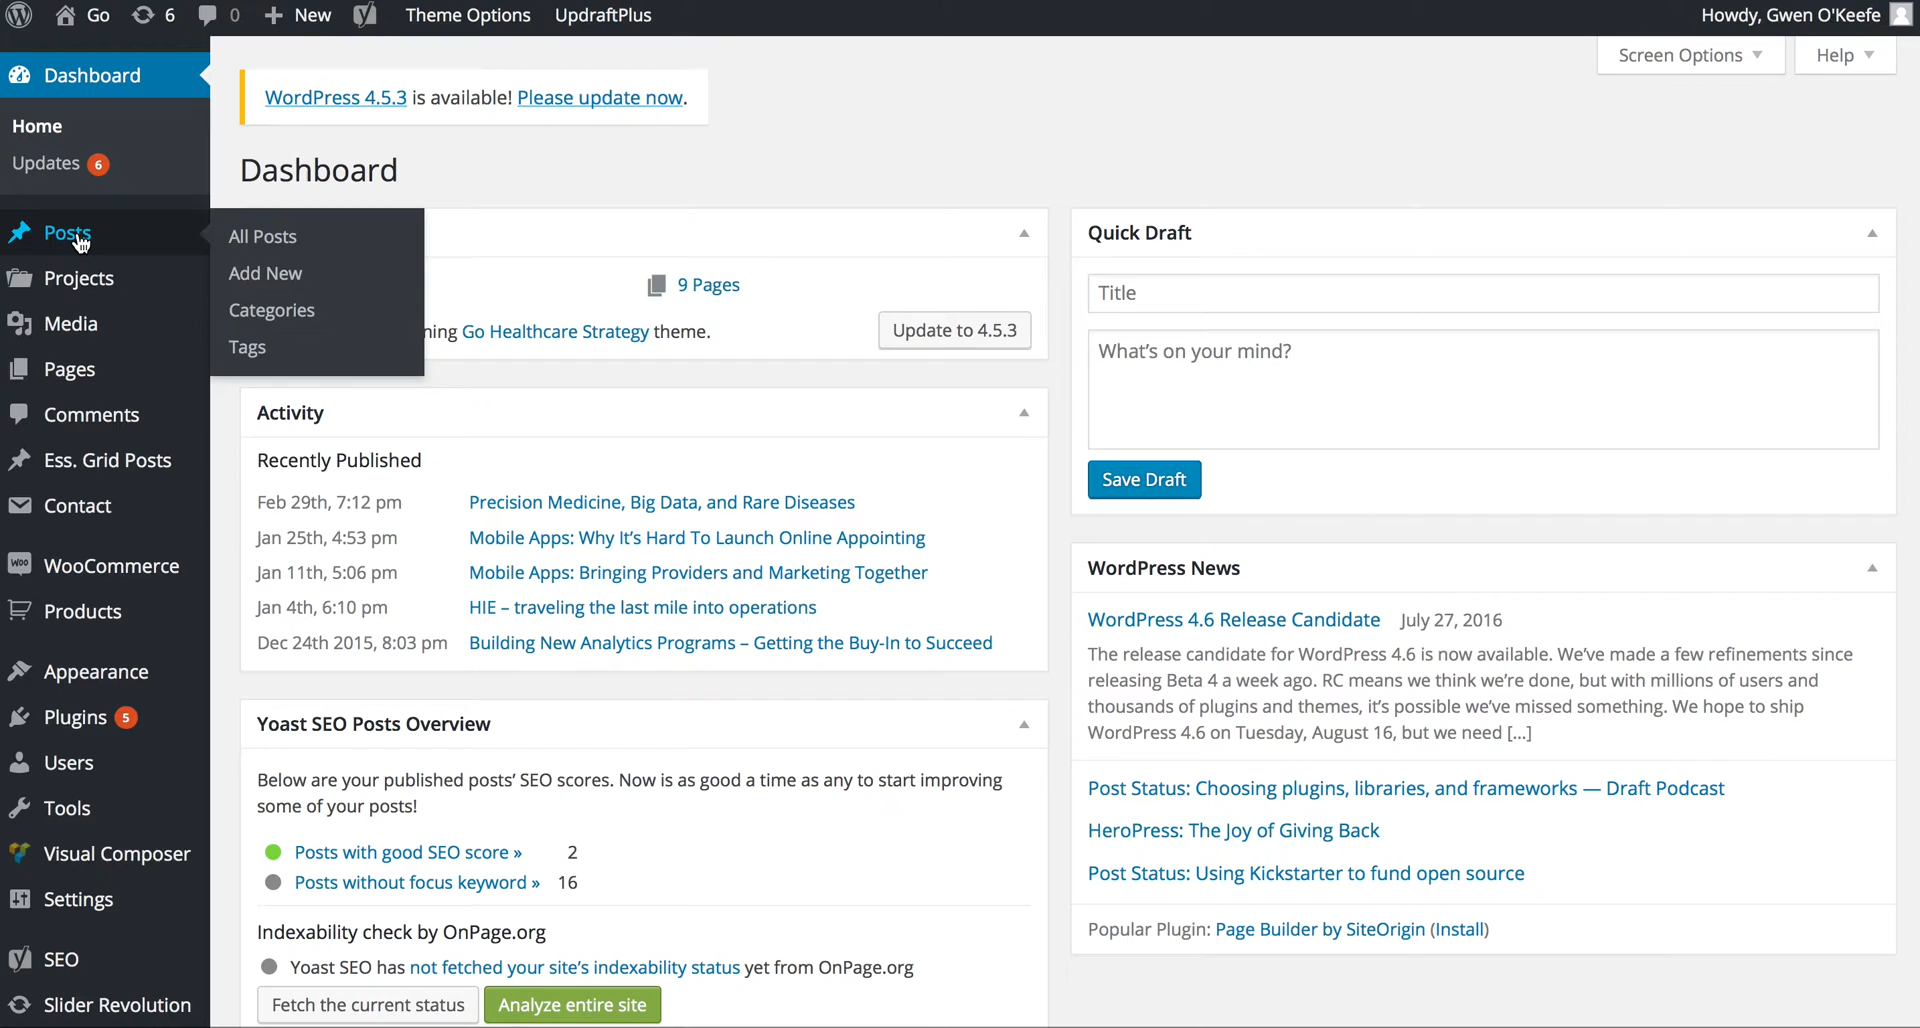 Go 6 0 New Theme Options UpdraftPlus Howdy, Gwen O'Keefe
Screen Options Help
Dashboard
Home
Updates 6
Posts
Projects
Media
Pages
Comments
Ess. Grid Posts
Contact
WOO WooCommerce
Products
Appearance
Plugins 5
Users
Tools
Visual Composer
Settings
SEO
Slider Revolution
All Posts
Add New
Categories
Tags
WordPress 4.5.3 is available! Please update now.
Dashboard
9 Pages
ning Go Healthcare Strategy theme. Update to 4.5.3
Activity
Recently Published
Feb 29th, 7:12 pm Precision Medicine, Big Data, and Rare Diseases
Jan 25th, 4:53 pm Mobile Apps: Why It's Hard To Launch Online Appointing
Jan 11th, 5:06 pm Mobile Apps: Bringing Providers and Marketing Together
Jan 4th, 6:10 pm HIE – traveling the last mile into operations
Dec 24th 2015, 8:03 pm Building New Analytics Programs – Getting the Buy-In to Succeed
Yoast SEO Posts Overview
Below are your published posts' SEO scores. Now is as good a time as any to start improving
some of your posts!
Posts with good SEO score » 2
Posts without focus keyword » 16
Indexability check by OnPage.org
Yoast SEO has not fetched your site's indexability status yet from OnPage.org
Fetch the current status Analyze entire site
Quick Draft
Title
What's on your mind?
Save Draft
WordPress News
WordPress 4.6 Release Candidate July 27, 2016
The release candidate for WordPress 4.6 is now available. We've made a few refinements since
releasing Beta 4 a week ago. RC means we think we're done, but with millions of users and
thousands of plugins and themes, it's possible we've missed something. We hope to ship
WordPress 4.6 on Tuesday, August 16, but we need [...]
Post Status: Choosing plugins, libraries, and frameworks — Draft Podcast
HeroPress: The Joy of Giving Back
Post Status: Using Kickstarter to fund open source
Popular Plugin: Page Builder by SiteOrigin (Install)